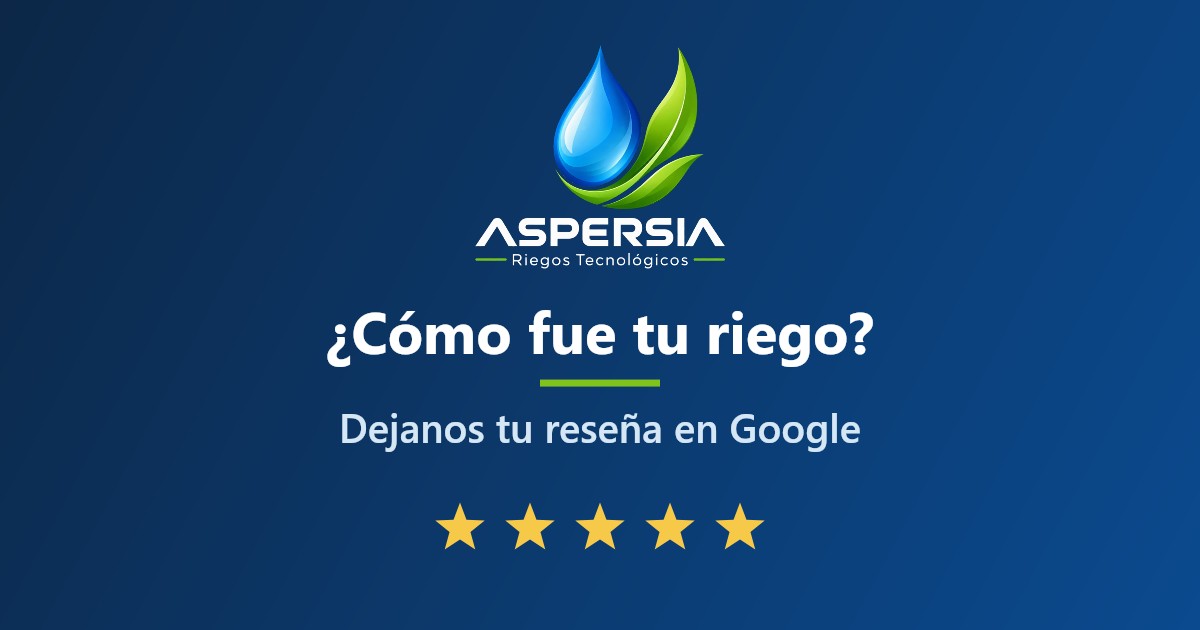 ASPERSIA
Riegos Tecnológicos
¿Cómo fue tu riego?
Dejanos tu reseña en Google